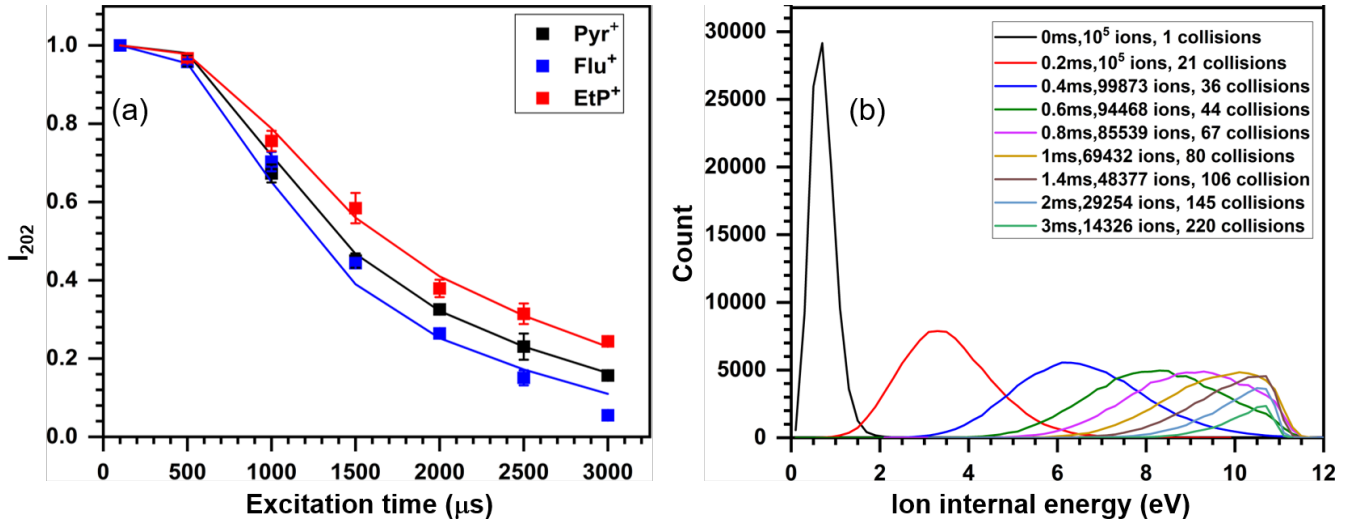 (a)
Pyr⁺
Flu⁺
EtP⁺
I₂₀₂
1.0
0.8
0.6
0.4
0.2
0.0
0 500 1000 1500 2000 2500 3000
Excitation time (μs)
(b)
0ms,10⁵ ions, 1 collisions
0.2ms,10⁵ ions, 21 collisions
0.4ms,99873 ions, 36 collisions
0.6ms,94468 ions, 44 collisions
0.8ms,85539 ions, 67 collisions
1ms,69432 ions, 80 collisions
1.4ms,48377 ions, 106 collision
2ms,29254 ions, 145 collisions
3ms,14326 ions, 220 collisions
Count
30000
25000
20000
15000
10000
5000
0
0 2 4 6 8 10 12
Ion internal energy (eV)